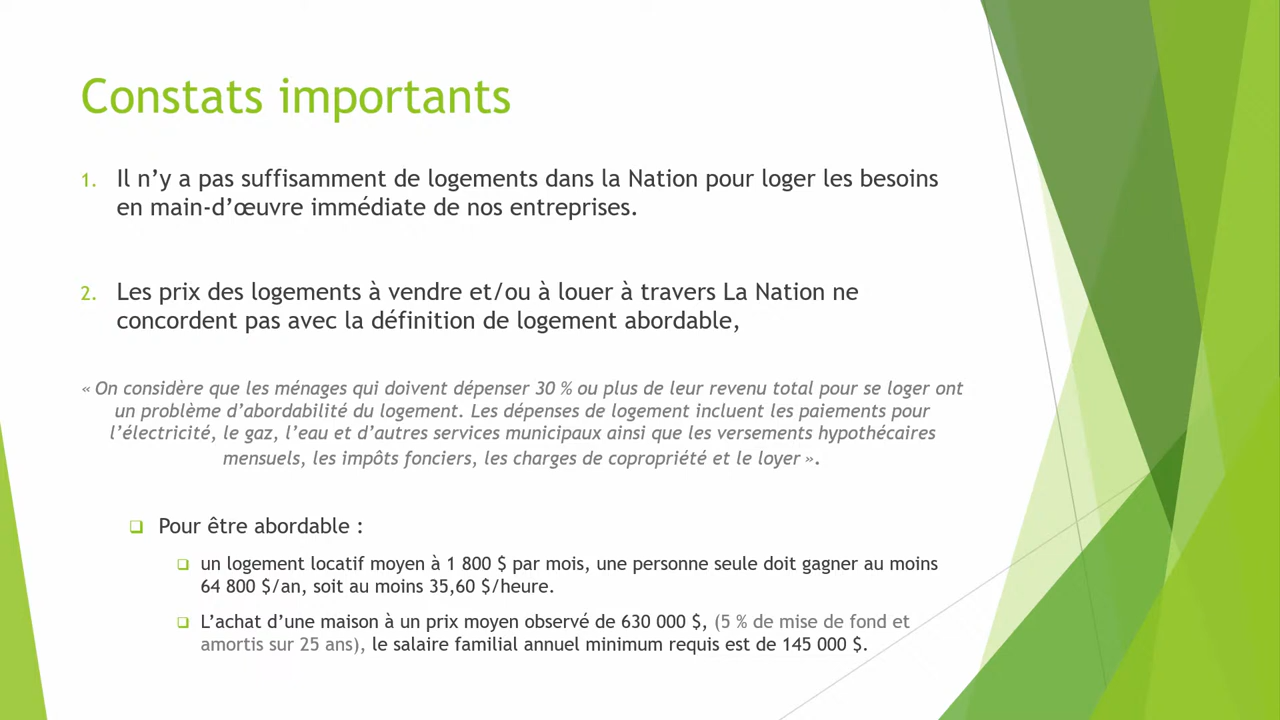 Constats importants
1. Il n’y a pas suffisamment de logements dans la Nation pour loger les besoins
en main-d’œuvre immédiate de nos entreprises.
2. Les prix des logements à vendre et/ou à louer à travers La Nation ne
concordent pas avec la définition de logement abordable,
« On considère que les ménages qui doivent dépenser 30 % ou plus de leur revenu total pour se loger ont
un problème d’abordabilité du logement. Les dépenses de logement incluent les paiements pour
l’électricité, le gaz, l’eau et d’autres services municipaux ainsi que les versements hypothécaires
mensuels, les impôts fonciers, les charges de copropriété et le loyer ».
❑ Pour être abordable :
❑ un logement locatif moyen à 1 800 $ par mois, une personne seule doit gagner au moins
64 800 $/an, soit au moins 35,60 $/heure.
❑ L’achat d’une maison à un prix moyen observé de 630 000 $, (5 % de mise de fond et
amortis sur 25 ans), le salaire familial annuel minimum requis est de 145 000 $.